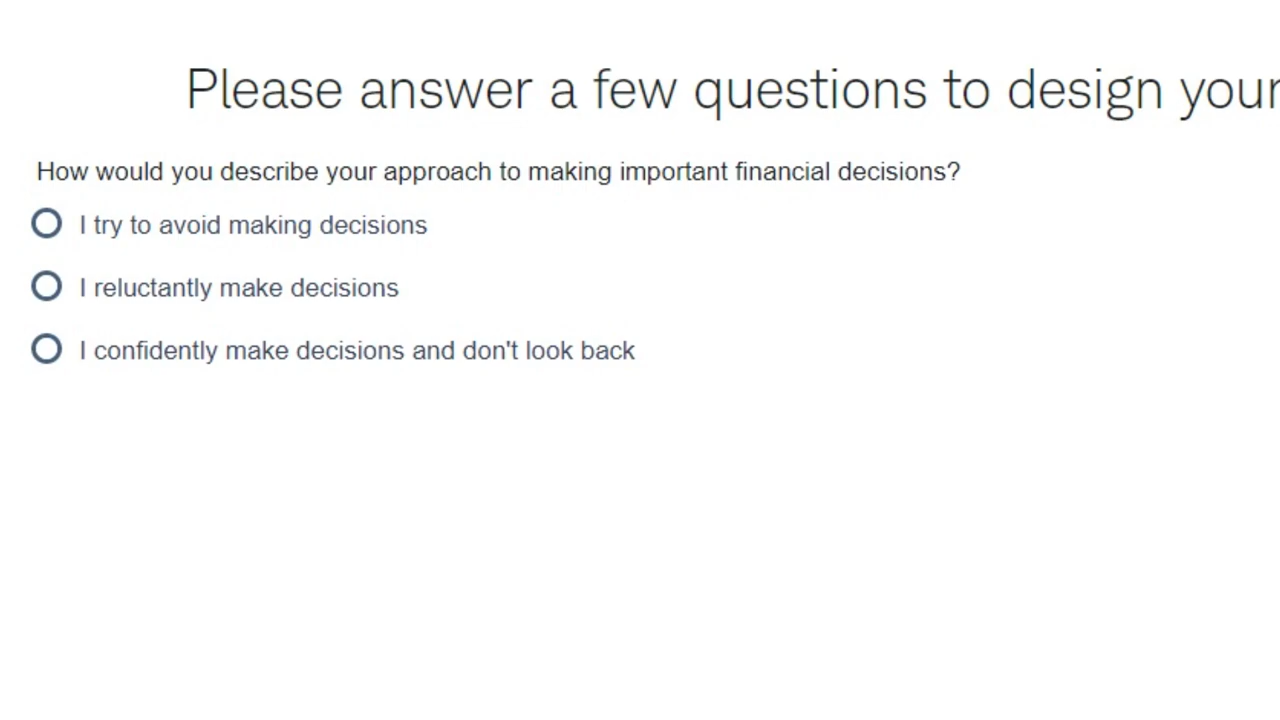 Please answer a few questions to design your
How would you describe your approach to making important financial decisions?
I try to avoid making decisions
I reluctantly make decisions
I confidently make decisions and don't look back